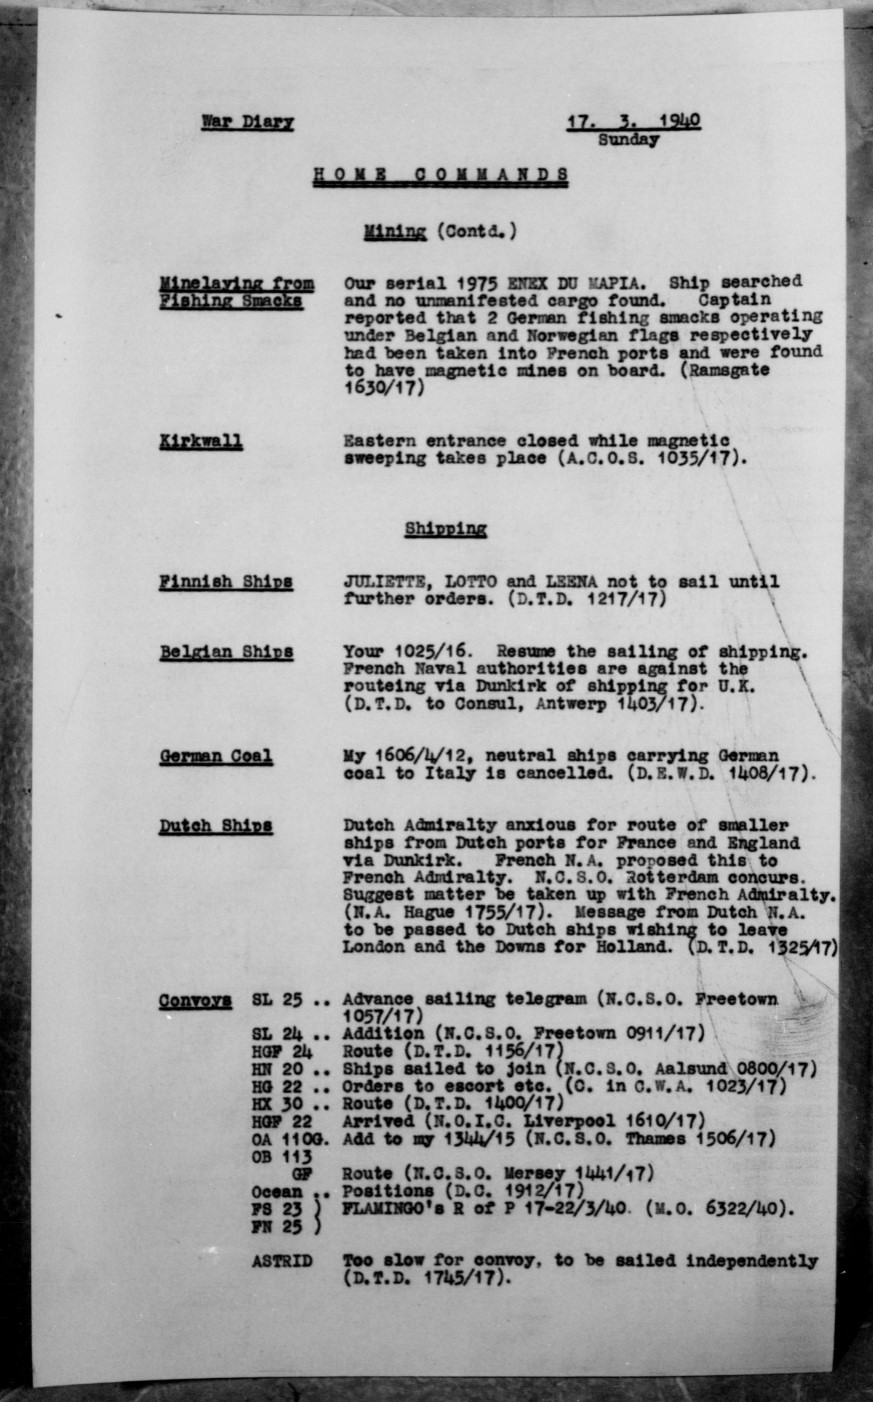 War Diary 17. 3. 1940
Sunday
HOME COMMANDS
Mining (Contd.)
Minelaying from Our serial 1975 ENEX DU MAPIA. Ship searched
Fishing Smacks and no unmanifested cargo found. Captain
reported that 2 German fishing smacks operating
under Belgian and Norwegian flags respectively
had been taken into French ports and were found
to have magnetic mines on board. (Ramsgate
1630/17)
Kirkwall Eastern entrance closed while magnetic
sweeping takes place (A.C.O.S. 1035/17).
Shipping
Finnish Ships JULIETTE, LOTTO and LEENA not to sail until
further orders. (D.T.D. 1217/17)
Belgian Ships Your 1025/16. Resume the sailing of shipping.
French Naval authorities are against the
routeing via Dunkirk of shipping for U.K.
(D.T.D. to Consul, Antwerp 1403/17).
German Coal My 1606/4/12, neutral ships carrying German
coal to Italy is cancelled. (D.E.W.D. 1408/17).
Dutch Ships Dutch Admiralty anxious for route of smaller
ships from Dutch ports for France and England
via Dunkirk. French N.A. proposed this to
French Admiralty. N.C.S.O. Rotterdam concurs.
Suggest matter be taken up with French Admiralty.
(N.A. Hague 1755/17). Message from Dutch N.A.
to be passed to Dutch ships wishing to leave
London and the Downs for Holland. (D.T.D. 1325/17)
Convoys SL 25 .. Advance sailing telegram (N.C.S.O. Freetown
1057/17)
SL 24 .. Addition (N.C.S.O. Freetown 0911/17)
HGF 24 Route (D.T.D. 1156/17)
HN 20 .. Ships sailed to join (N.C.S.O. Aalsund 0800/17)
HG 22 .. Orders to escort etc. (C. in C.W.A. 1023/17)
HX 30 .. Route (D.T.D. 1400/17)
HGF 22 Arrived (N.O.I.C. Liverpool 1610/17)
OA 110G. Add to my 1344/15 (N.C.S.O. Thames 1506/17)
OB 113
GF Route (N.C.S.O. Mersey 1441/17)
Ocean .. Positions (D.C. 1912/17)
FS 23 ) FLAMINGO's R of P 17-22/3/40. (M.O. 6322/40).
FN 25 )
ASTRID Too slow for convoy, to be sailed independently
(D.T.D. 1745/17).